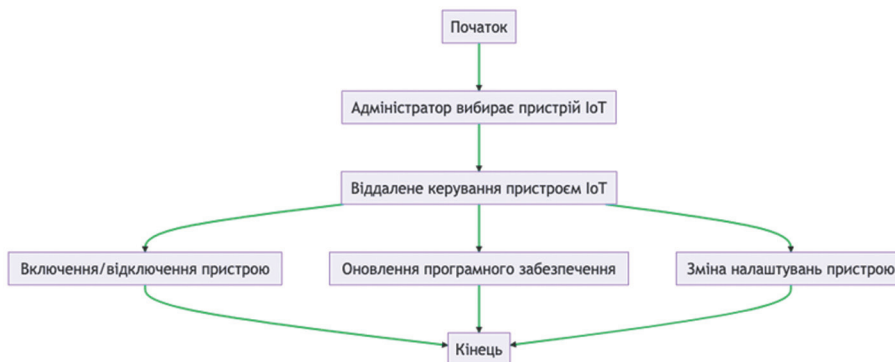 Початок
Адміністратор вибирає пристрій IoT
Віддалене керування пристроєм IoT
Включення/відключення пристрою
Оновлення програмного забезпечення
Зміна налаштувань пристрою
Кінець